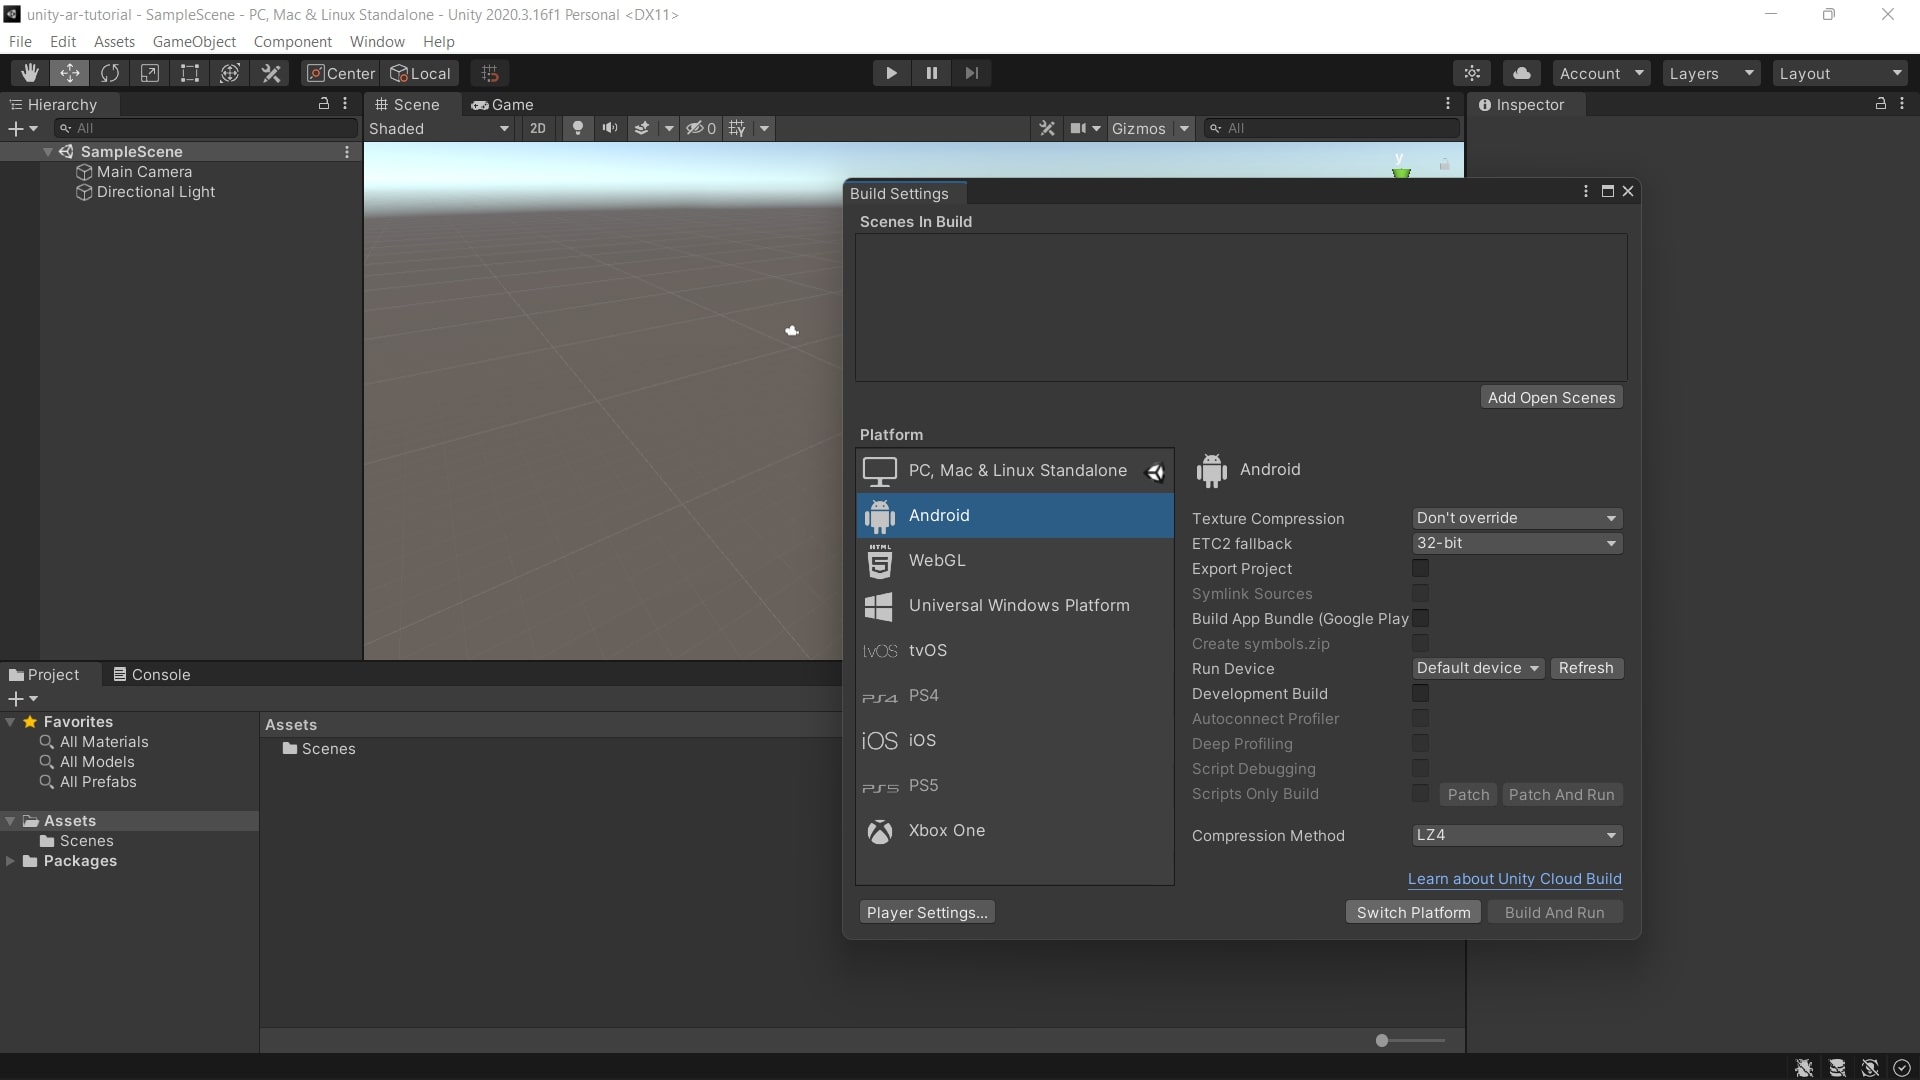 unity-ar-tutorial - SampleScene - PC, Mac & Linux Standalone - Unity 2020.3.16f1 Personal <DX11>
File Edit Assets GameObject Component Window Help
Center Local Account Layers Layout
Hierarchy
All
SampleScene
Main Camera
Directional Light
Scene Game
Shaded 2D 0 Gizmos All
y
Inspector
Build Settings
Scenes In Build
Add Open Scenes
Platform
PC, Mac & Linux Standalone
Android
HTML 5 WebGL
Universal Windows Platform
tvOS tvOS
PS4 PS4
iOS iOS
PS5 PS5
Xbox One
Android
Texture Compression Don't override
ETC2 fallback 32-bit
Export Project
Symlink Sources
Build App Bundle (Google Play
Create symbols.zip
Run Device Default device Refresh
Development Build
Autoconnect Profiler
Deep Profiling
Script Debugging
Scripts Only Build Patch Patch And Run
Compression Method LZ4
Learn about Unity Cloud Build
Player Settings... Switch Platform Build And Run
Project Console
Favorites
All Materials
All Models
All Prefabs
Assets
Scenes
Packages
Assets
Scenes